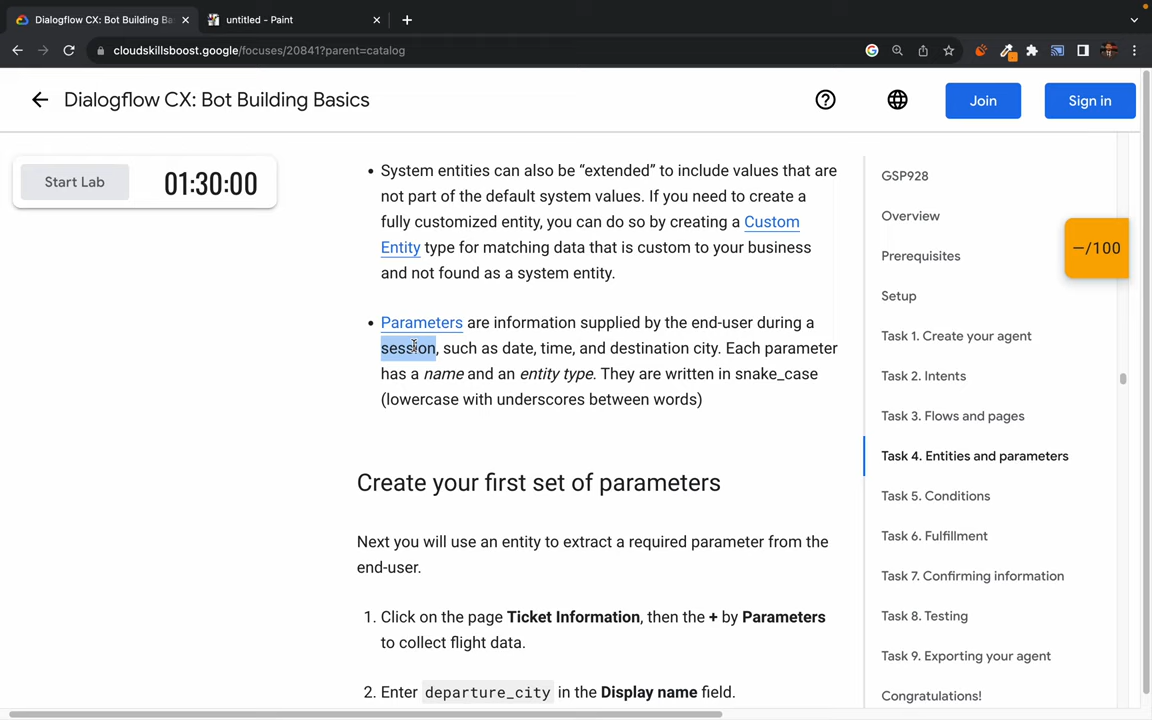 Dialogflow CX: Bot Building Ba
untitled - Paint
cloudskillsboost.google/focuses/20841?parent=catalog
Dialogflow CX: Bot Building Basics
Join
Sign in
Start Lab
01:30:00
• System entities can also be “extended” to include values that are
not part of the default system values. If you need to create a
fully customized entity, you can do so by creating a Custom
Entity type for matching data that is custom to your business
and not found as a system entity.
• Parameters are information supplied by the end-user during a
session, such as date, time, and destination city. Each parameter
has a name and an entity type. They are written in snake_case
(lowercase with underscores between words)
Create your first set of parameters
Next you will use an entity to extract a required parameter from the
end-user.
1. Click on the page Ticket Information, then the + by Parameters
to collect flight data.
2. Enter departure_city in the Display name field.
GSP928
Overview
Prerequisites
Setup
Task 1. Create your agent
Task 2. Intents
Task 3. Flows and pages
Task 4. Entities and parameters
Task 5. Conditions
Task 6. Fulfillment
Task 7. Confirming information
Task 8. Testing
Task 9. Exporting your agent
Congratulations!
—/100